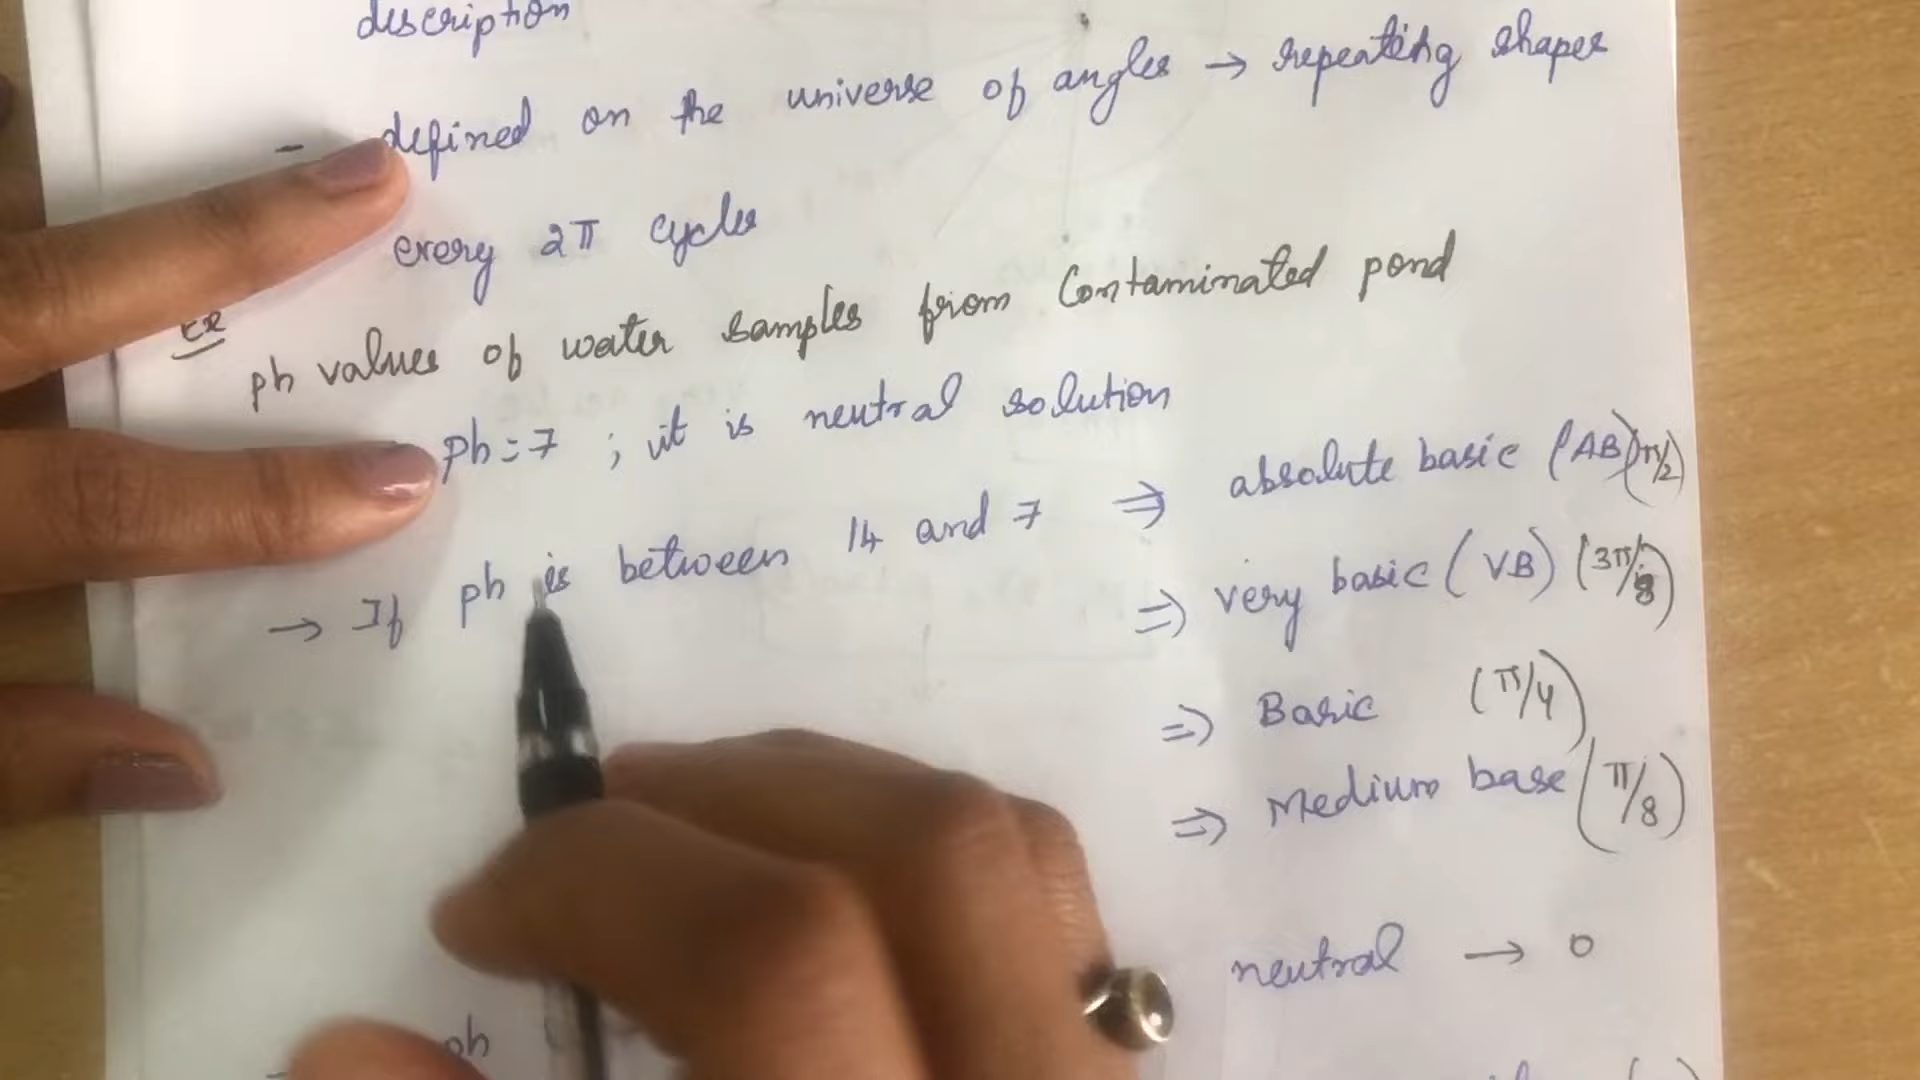 description
- defined on the universe of angles → repeating shapes
every 2π cycles
Ex
ph values of water samples from Contaminated pond
ph=7 ; it is neutral solution
→ If ph is between 14 and 7 ⇒ absolute basic (AB)(π/2)
⇒ very basic (VB) (3π/8)
⇒ Basic (π/4)
⇒ Medium base (π/8)
neutral → 0
ph